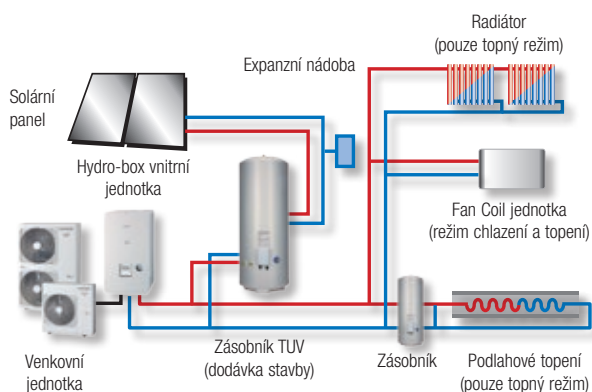 Radiátor
(pouze topný režim)
Expanzní nádoba
Solární
panel
Hydro-box vnitrní
jednotka
Fan Coil jednotka
(režim chlazení a topení)
Venkovní
jednotka
Zásobník TUV
(dodávka stavby)
Zásobník
Podlahové topení
(pouze topný režim)